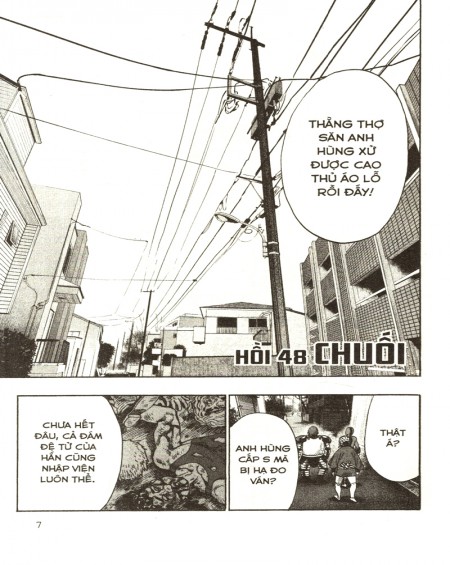 THẰNG THỢ
SĂN ANH
HÙNG XỬ
ĐƯỢC CAO
THỦ ÁO LỖ
RỒI ĐẤY!
HỒI 48 CHUỐI
THẬT
Á?
ANH HÙNG
CẤP S MÀ
BỊ HẠ ĐO
VÁN?
CHƯA HẾT
ĐÂU, CẢ ĐÁM
ĐỆ TỬ CỦA
HẮN CŨNG
NHẬP VIỆN
LUÔN THỂ.
7